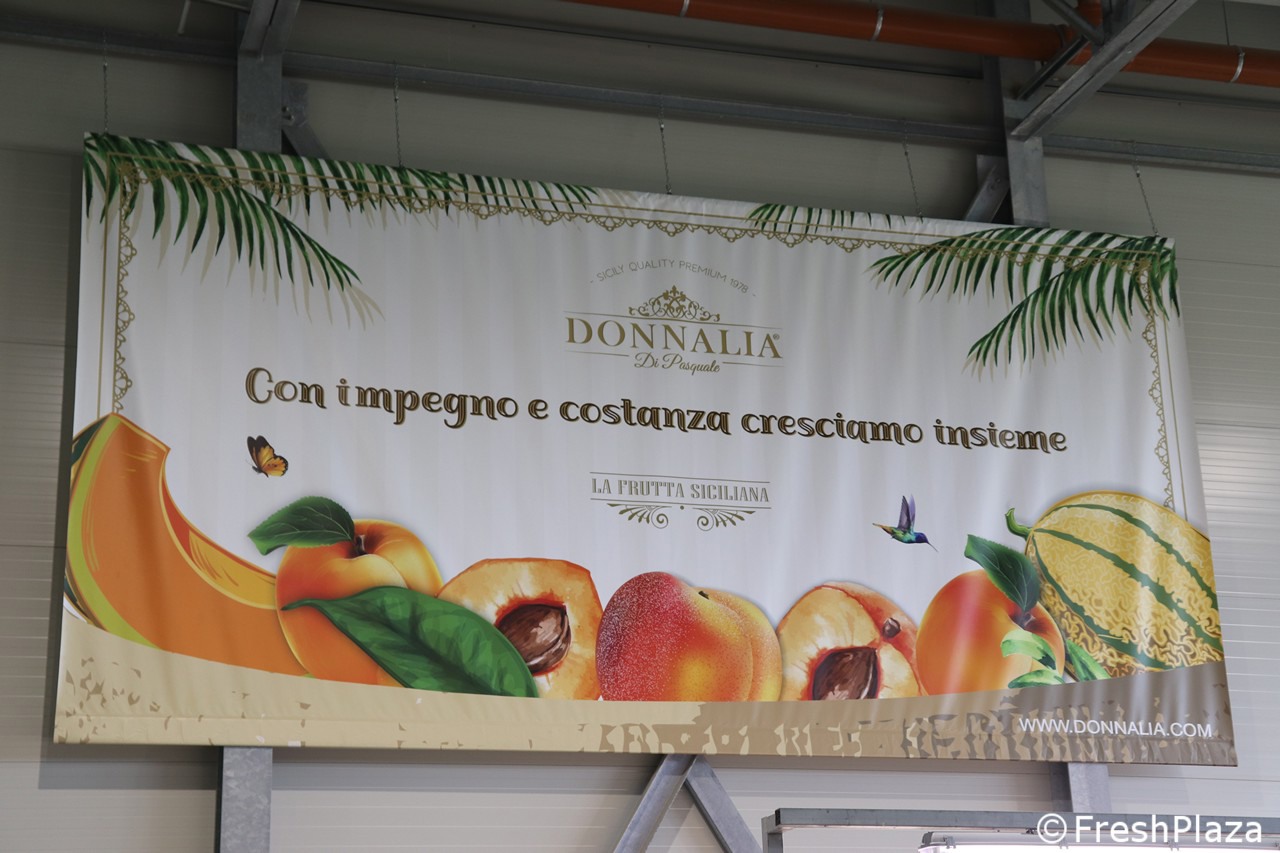 - SICILY QUALITY PREMIUM 1978 -
DONNALIA®
Di Pasquale
Con impegno e costanza cresciamo insieme
LA FRUTTA SICILIANA
WWW.DONNALIA.COM
©FreshPlaza